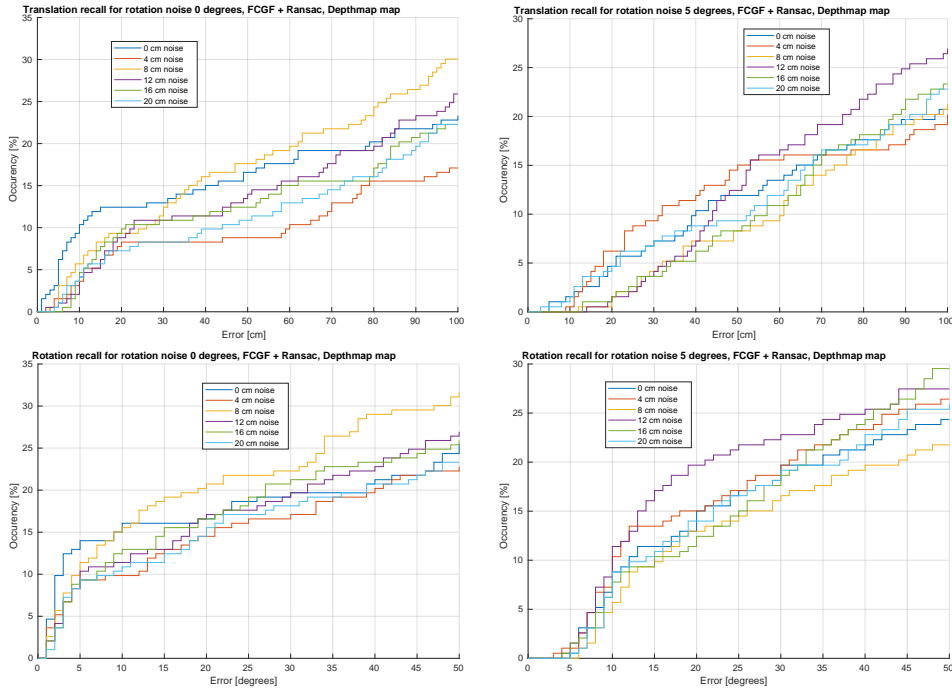 Translation recall for rotation noise 0 degrees, FCGF + Ransac, Depthmap map
35
30
25
20
15
10
5
0
Occurency [%]
0 cm noise
4 cm noise
8 cm noise
12 cm noise
16 cm noise
20 cm noise
0 10 20 30 40 50 60 70 80 90 100
Error [cm]
Translation recall for rotation noise 5 degrees, FCGF + Ransac, Depthmap map
30
25
20
15
10
5
0
Occurency [%]
0 cm noise
4 cm noise
8 cm noise
12 cm noise
16 cm noise
20 cm noise
0 10 20 30 40 50 60 70 80 90 100
Error [cm]
Rotation recall for rotation noise 0 degrees, FCGF + Ransac, Depthmap map
35
30
25
20
15
10
5
0
Occurency [%]
0 cm noise
4 cm noise
8 cm noise
12 cm noise
16 cm noise
20 cm noise
0 5 10 15 20 25 30 35 40 45 50
Error [degrees]
Rotation recall for rotation noise 5 degrees, FCGF + Ransac, Depthmap map
30
25
20
15
10
5
0
Occurency [%]
0 cm noise
4 cm noise
8 cm noise
12 cm noise
16 cm noise
20 cm noise
0 5 10 15 20 25 30 35 40 45 50
Error [degrees]